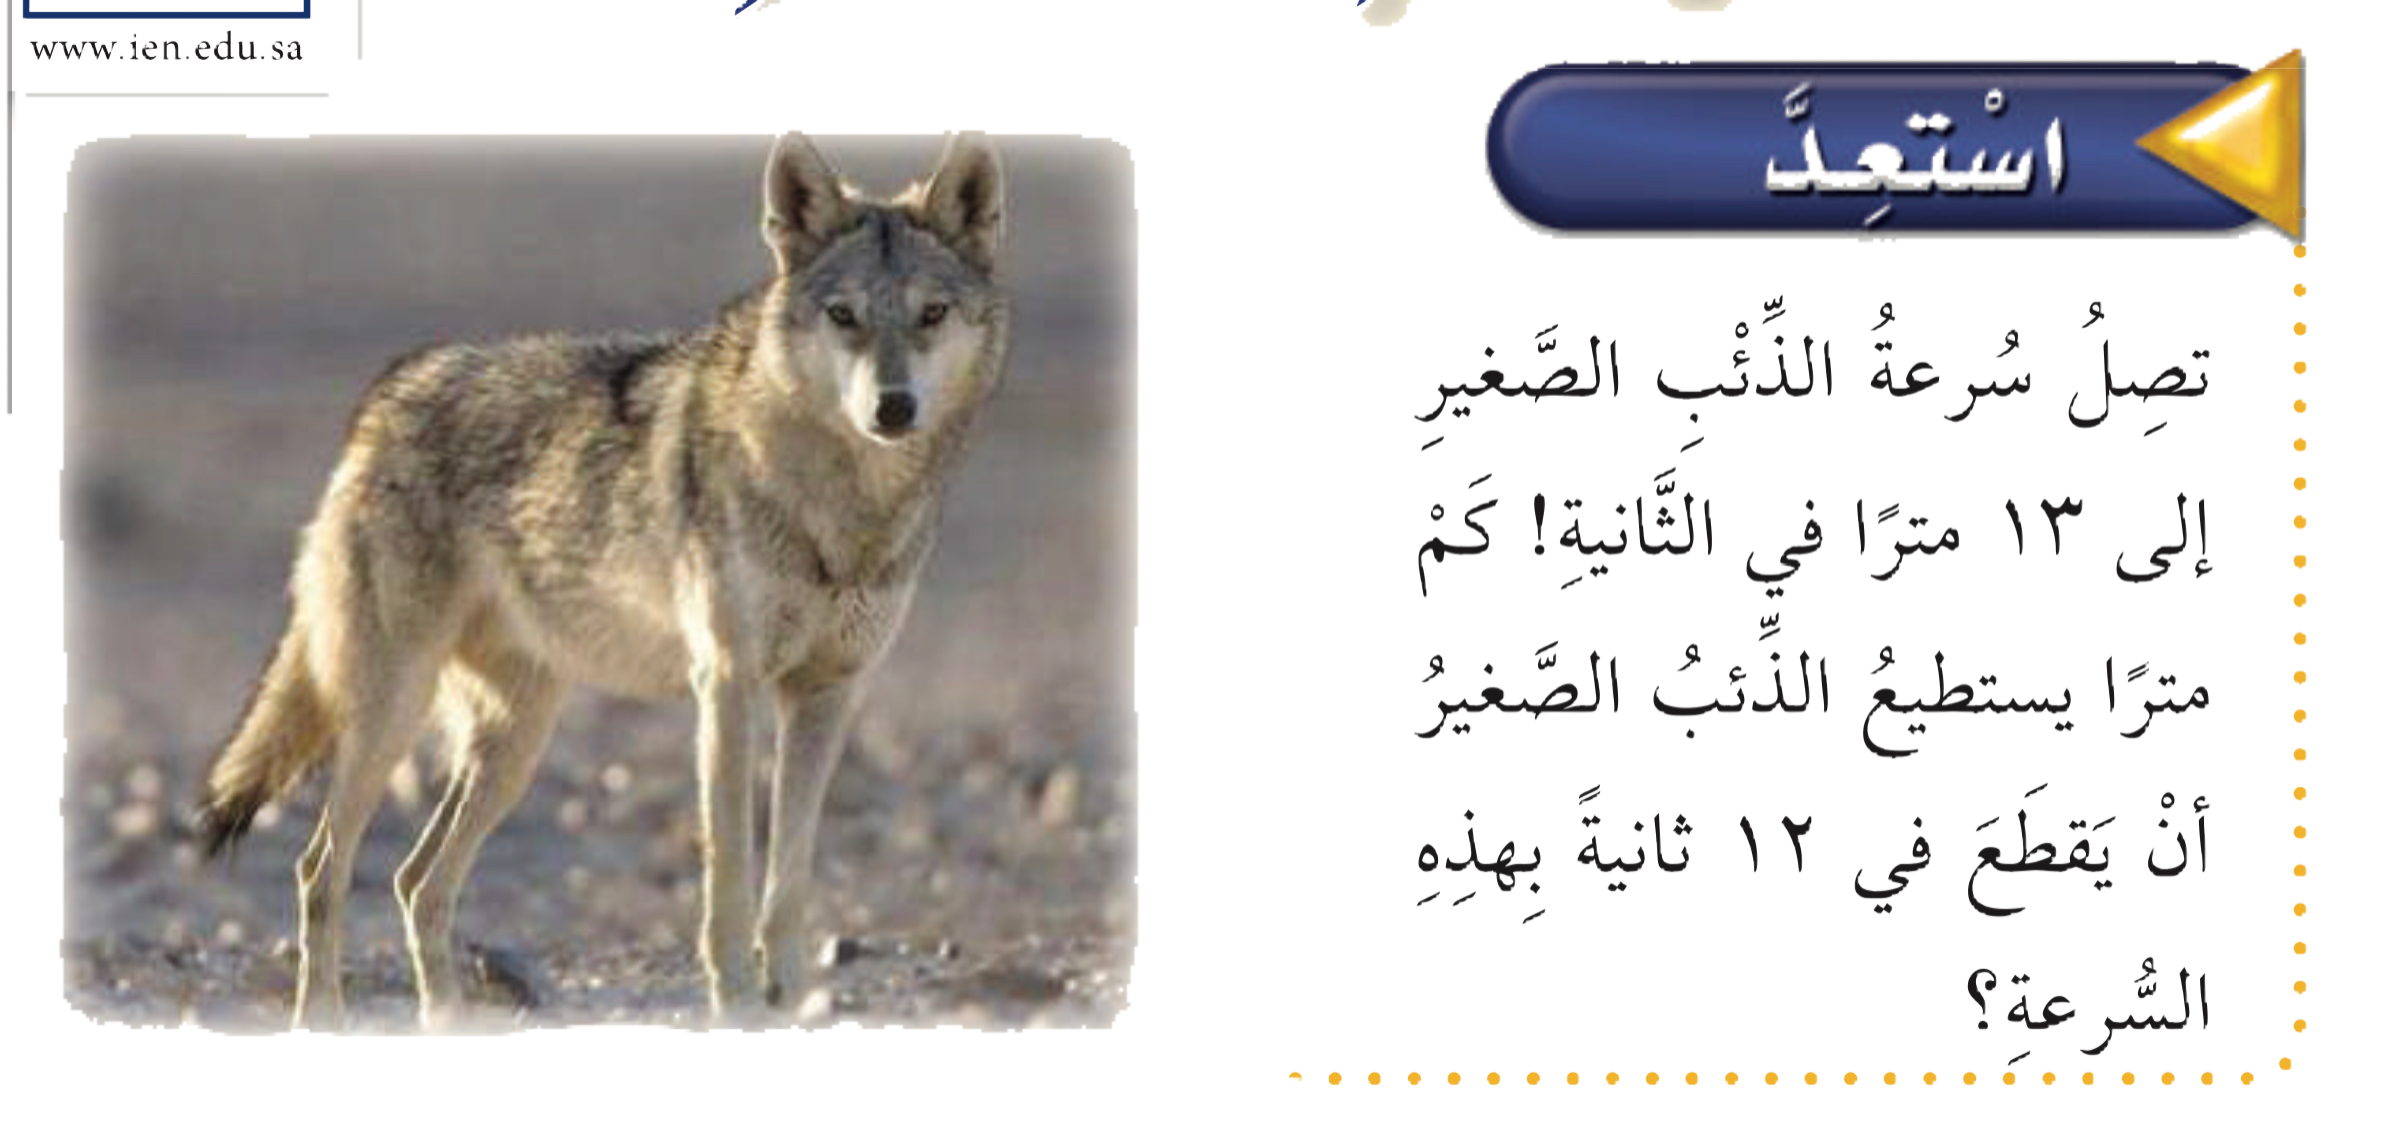 www.ien.edu.sa
اسْتَعِدَّ
تصِلُ سُرعةُ الذِّئْبِ الصَّغيرِ
إلى ١٣ مترًا في الثَّانيةِ! كَمْ
مترًا يستطيعُ الذِّئبُ الصَّغيرُ
أنْ يَقطَعَ في ١٢ ثانيةً بِهذِهِ
السُّرعةِ؟